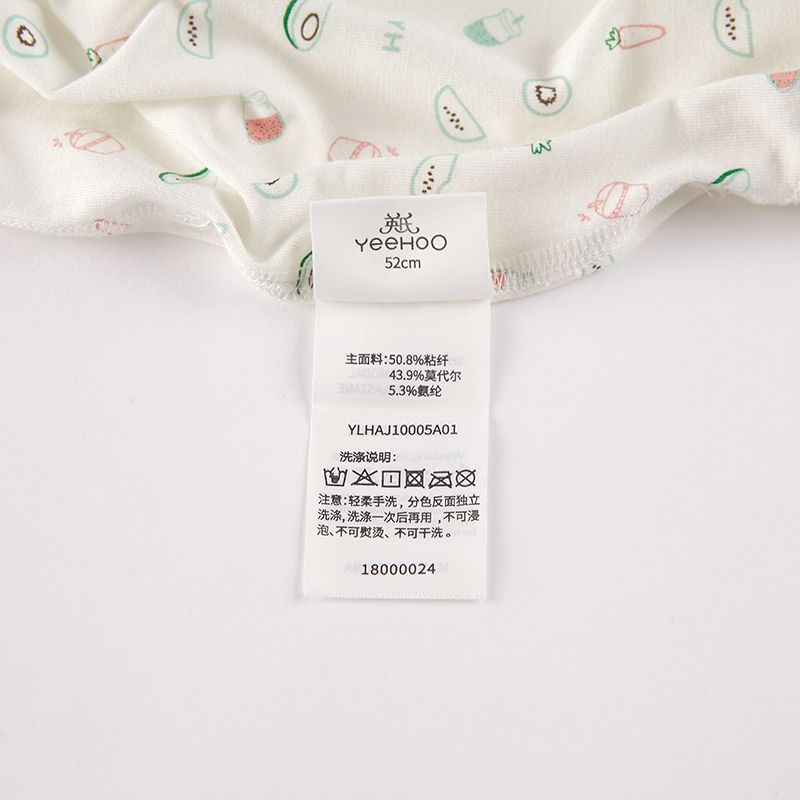 YH
英氏
YEEHOO
52cm
主面料:50.8%粘纤
43.9%莫代尔
5.3%氨纶
YLHAJ10005A01
洗涤说明:
注意:轻柔手洗，分色反面独立
洗涤,洗涤一次后再用,不可浸
泡、不可熨烫、不可干洗。
18000024